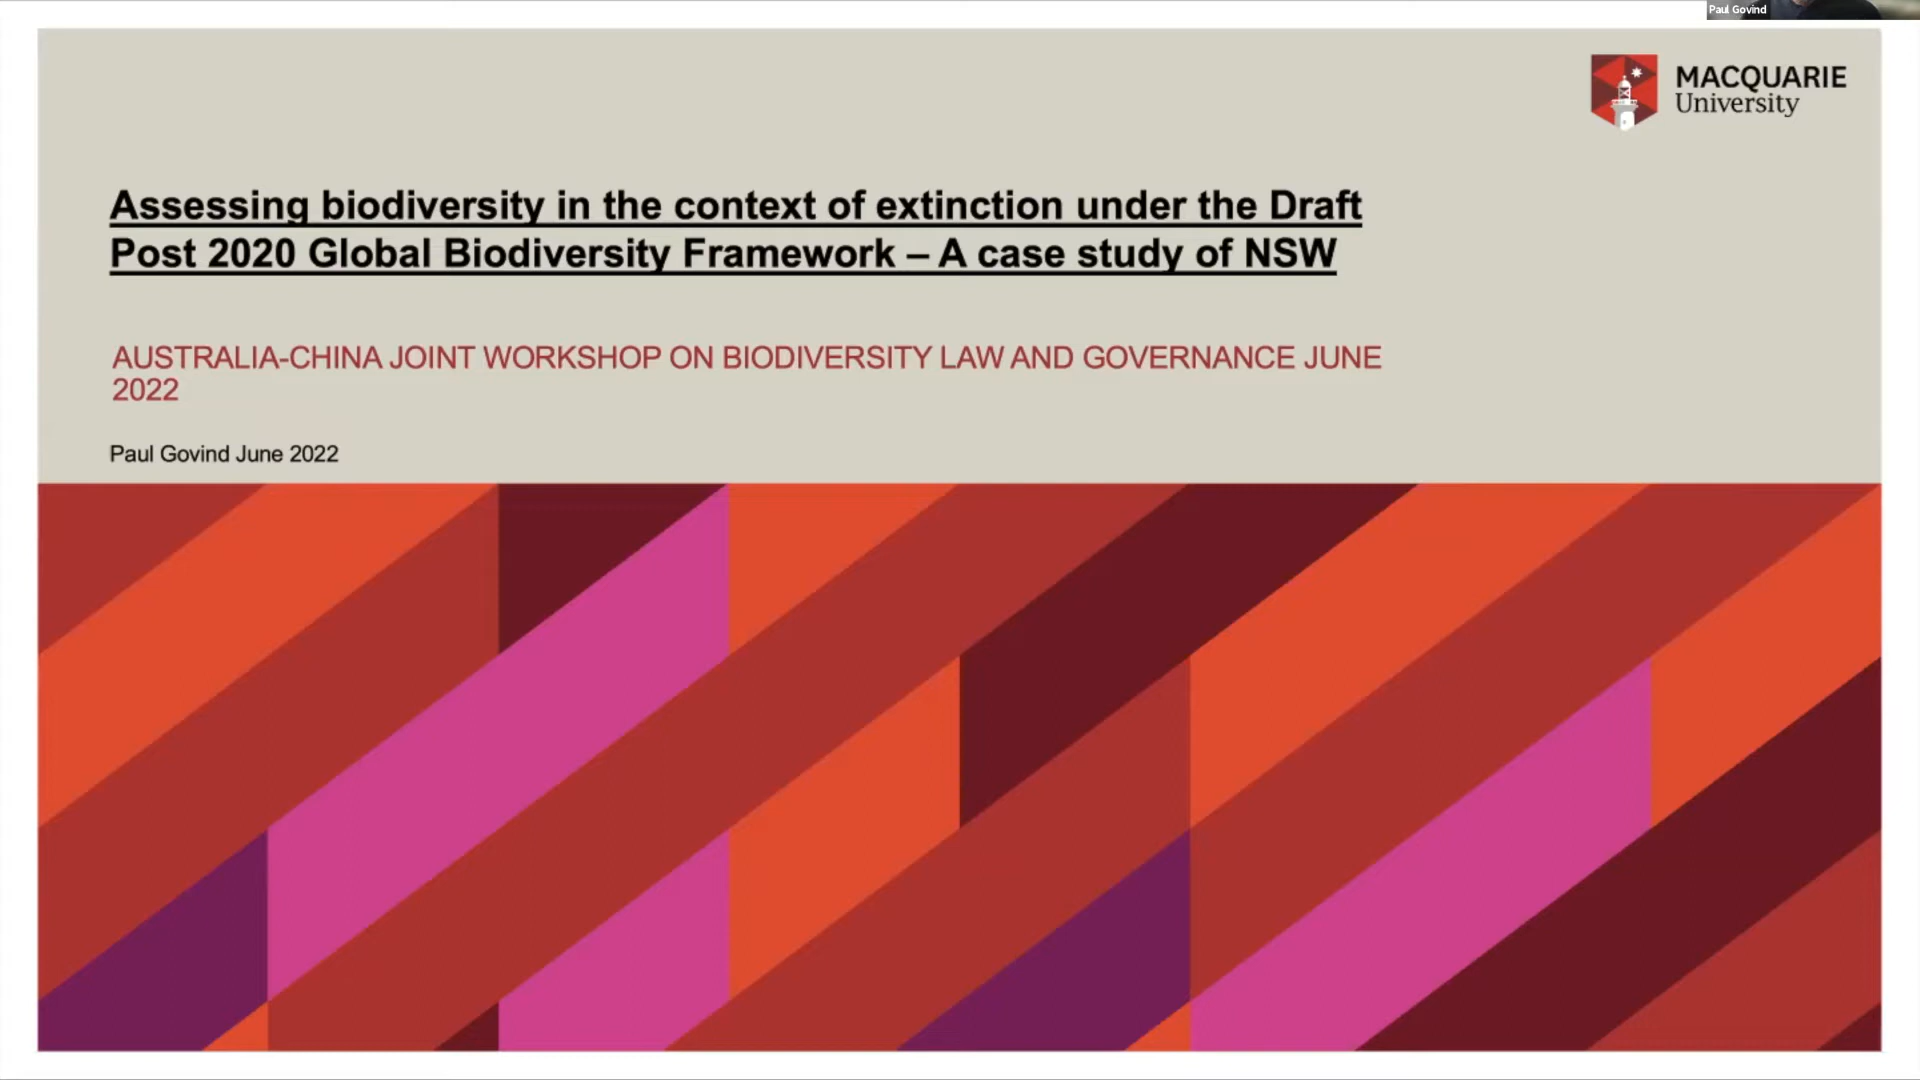 Paul Govind
MACQUARIE
University
Assessing biodiversity in the context of extinction under the Draft
Post 2020 Global Biodiversity Framework – A case study of NSW
AUSTRALIA-CHINA JOINT WORKSHOP ON BIODIVERSITY LAW AND GOVERNANCE JUNE
2022
Paul Govind June 2022